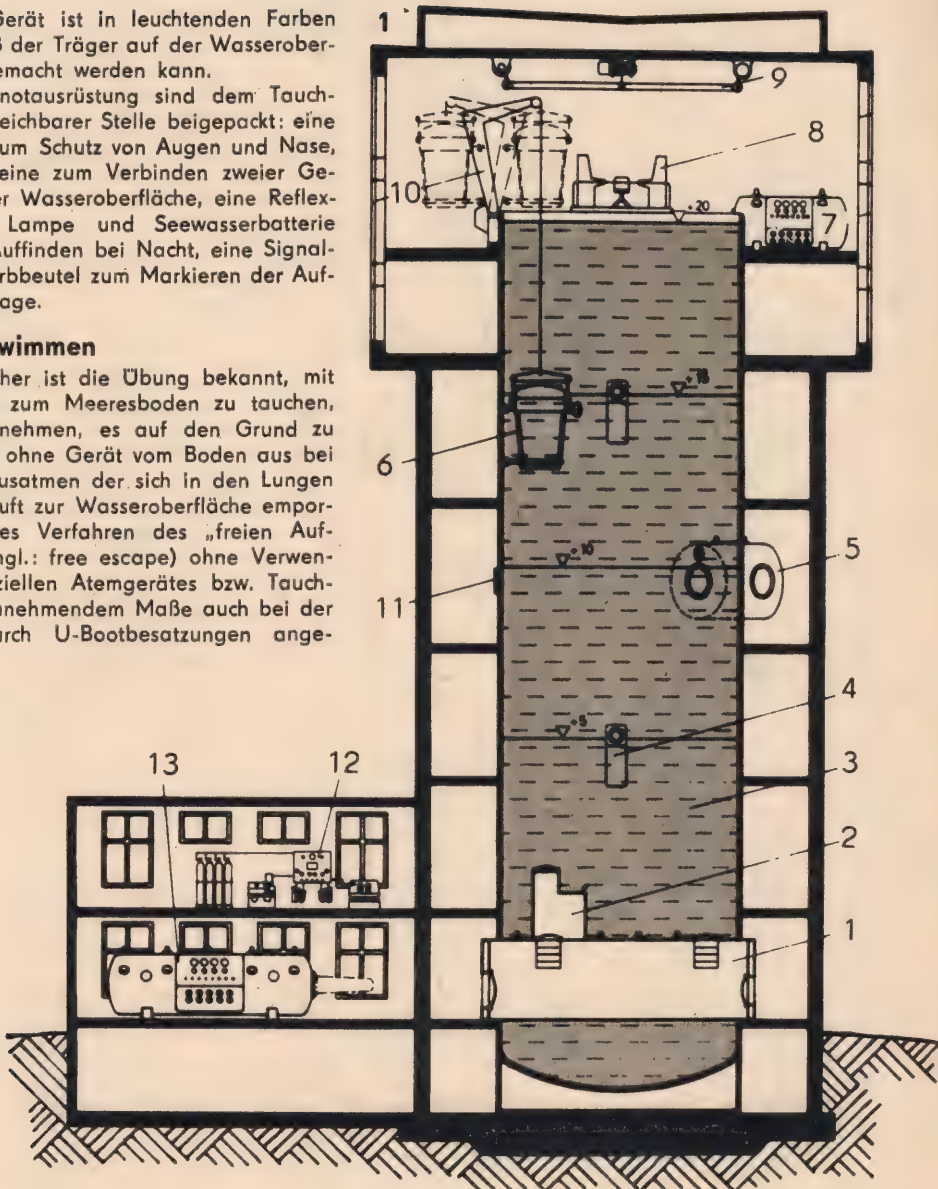 Gerät ist in leuchtenden Farben
der Träger auf der Wasserober-
emacht werden kann.
notausrüstung sind dem Tauch-
eichbarer Stelle beigepackt: eine
um Schutz von Augen und Nase,
eine zum Verbinden zweier Ge-
er Wasseroberfläche, eine Reflex-
Lampe und Seewasserbatterie
Auffinden bei Nacht, eine Signal-
rbbeutel zum Markieren der Auf-
age.
wimmen
her ist die Übung bekannt, mit
zum Meeresboden zu tauchen,
nehmen, es auf den Grund zu
ohne Gerät vom Boden aus bei
usatmen der sich in den Lungen
uft zur Wasseroberfläche empor-
es Verfahren des „freien Auf-
ngl.: free escape) ohne Verwen-
ziellen Atemgerätes bzw. Tauch-
unehmendem Maße auch bei der
urch U-Bootbesatzungen ange-
1
9
8
10
+20
7
6
5
+10
11
4
+5
3
13
12
2
1